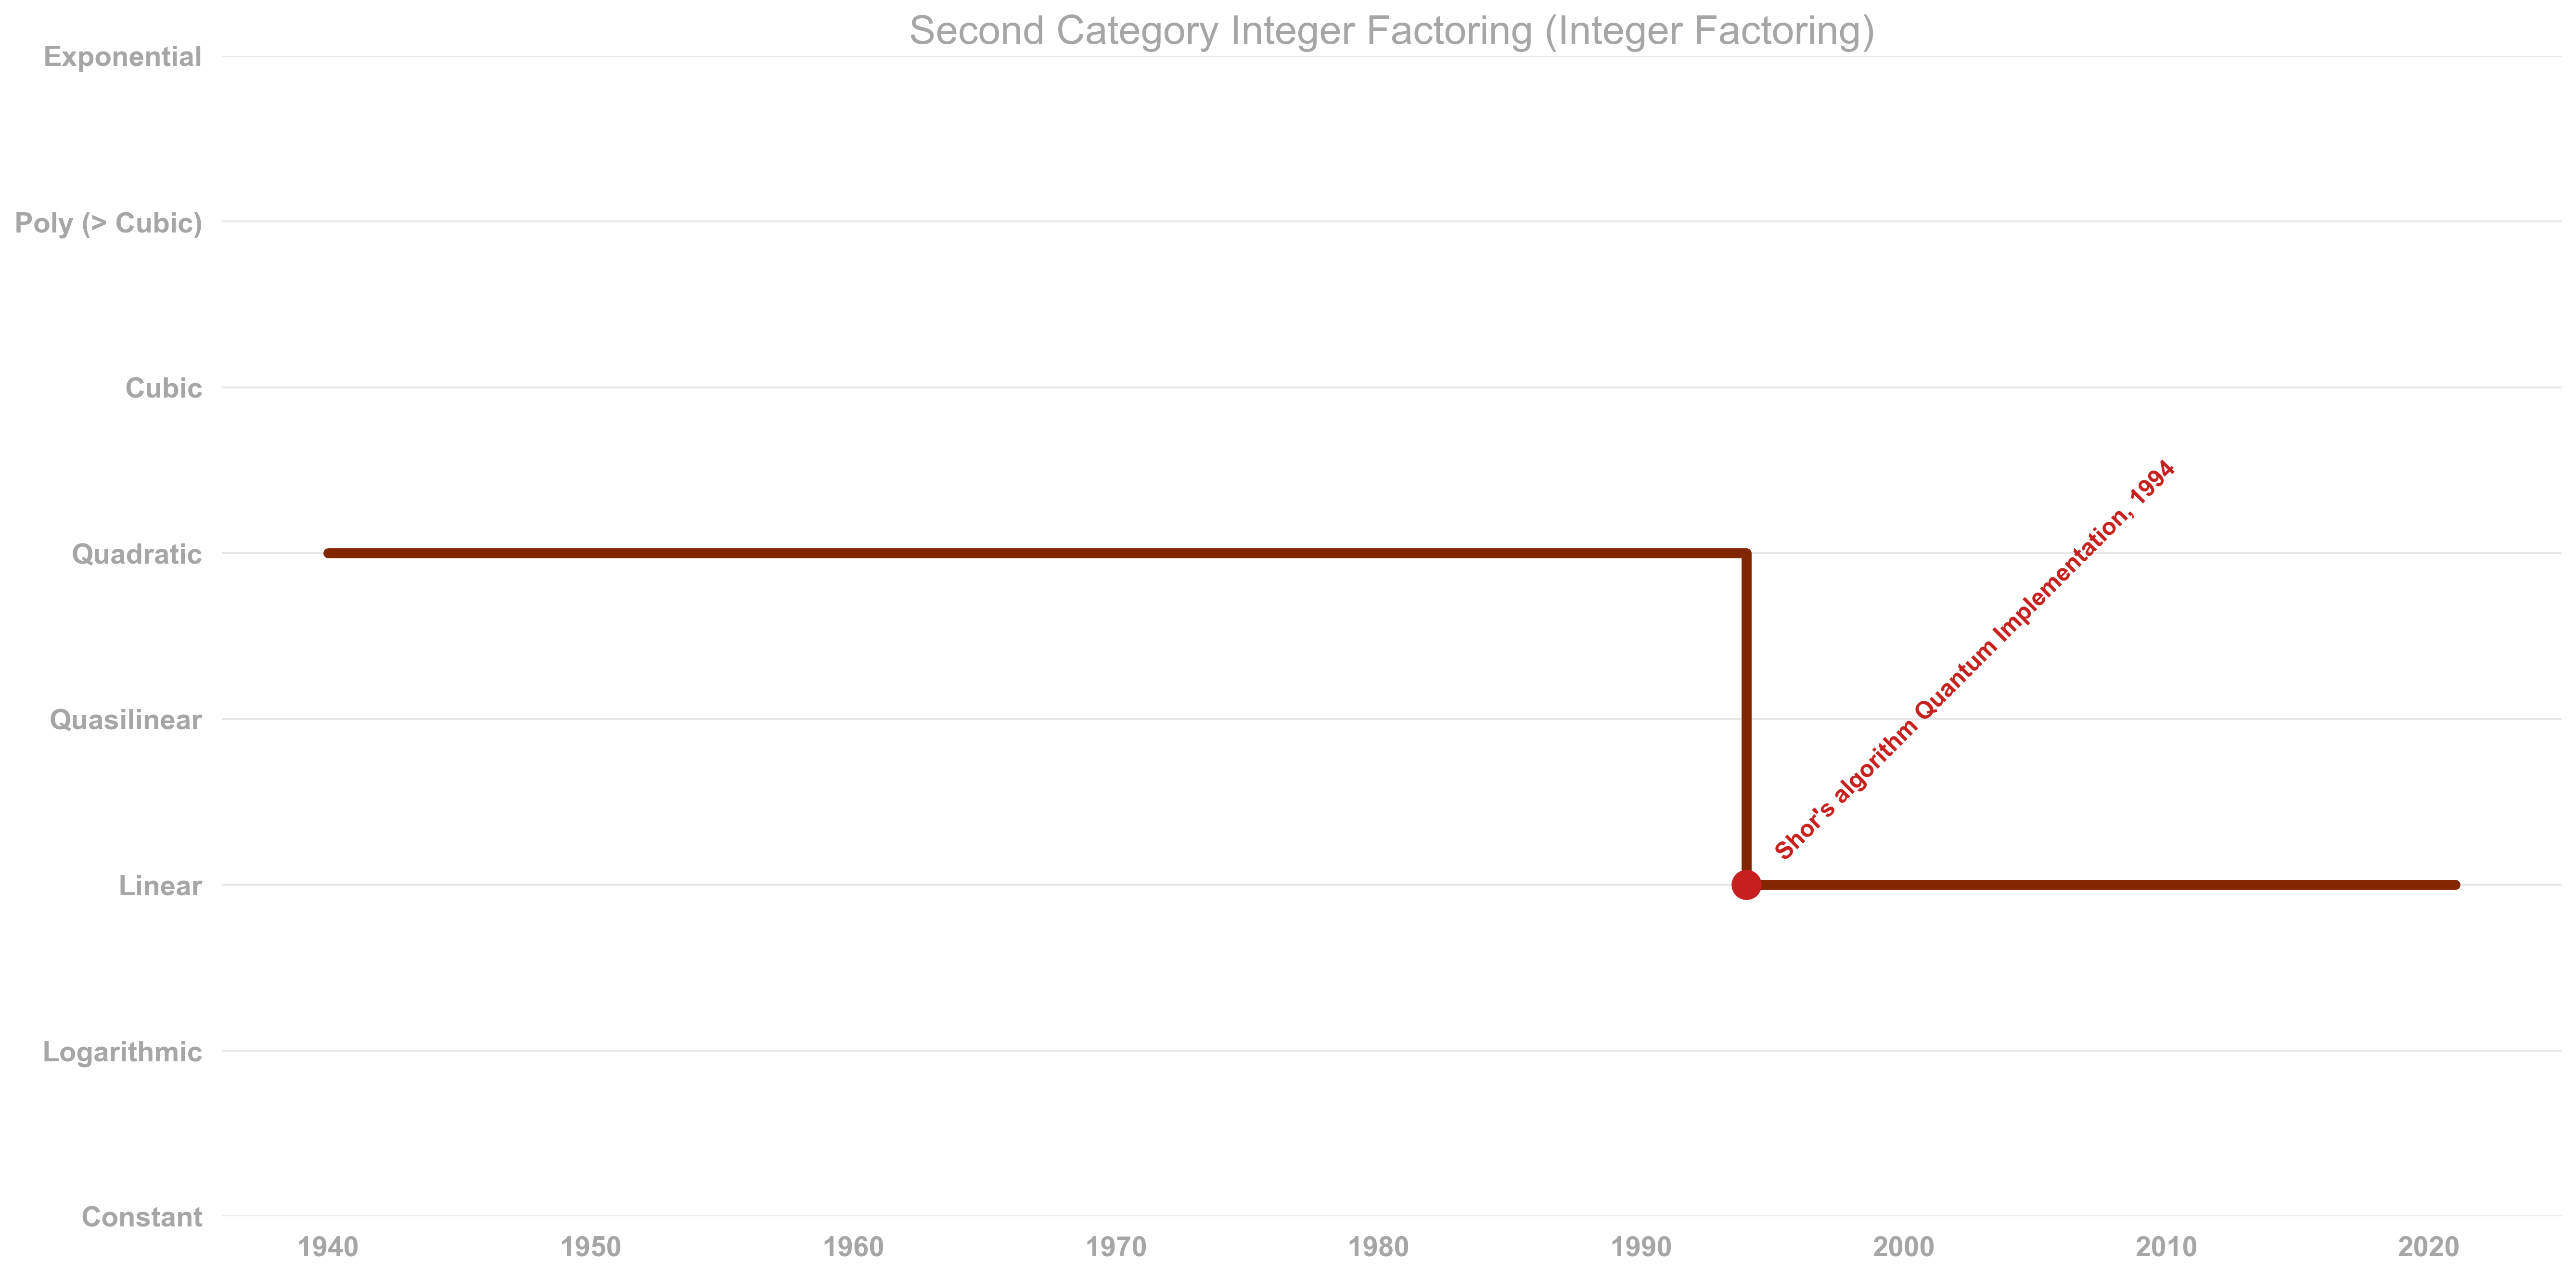 Second Category Integer Factoring (Integer Factoring)
Exponential
Poly (> Cubic)
Cubic
Quadratic
Quasilinear
Linear
Logarithmic
Constant
Shor's algorithm Quantum Implementation, 1994
1940 1950 1960 1970 1980 1990 2000 2010 2020